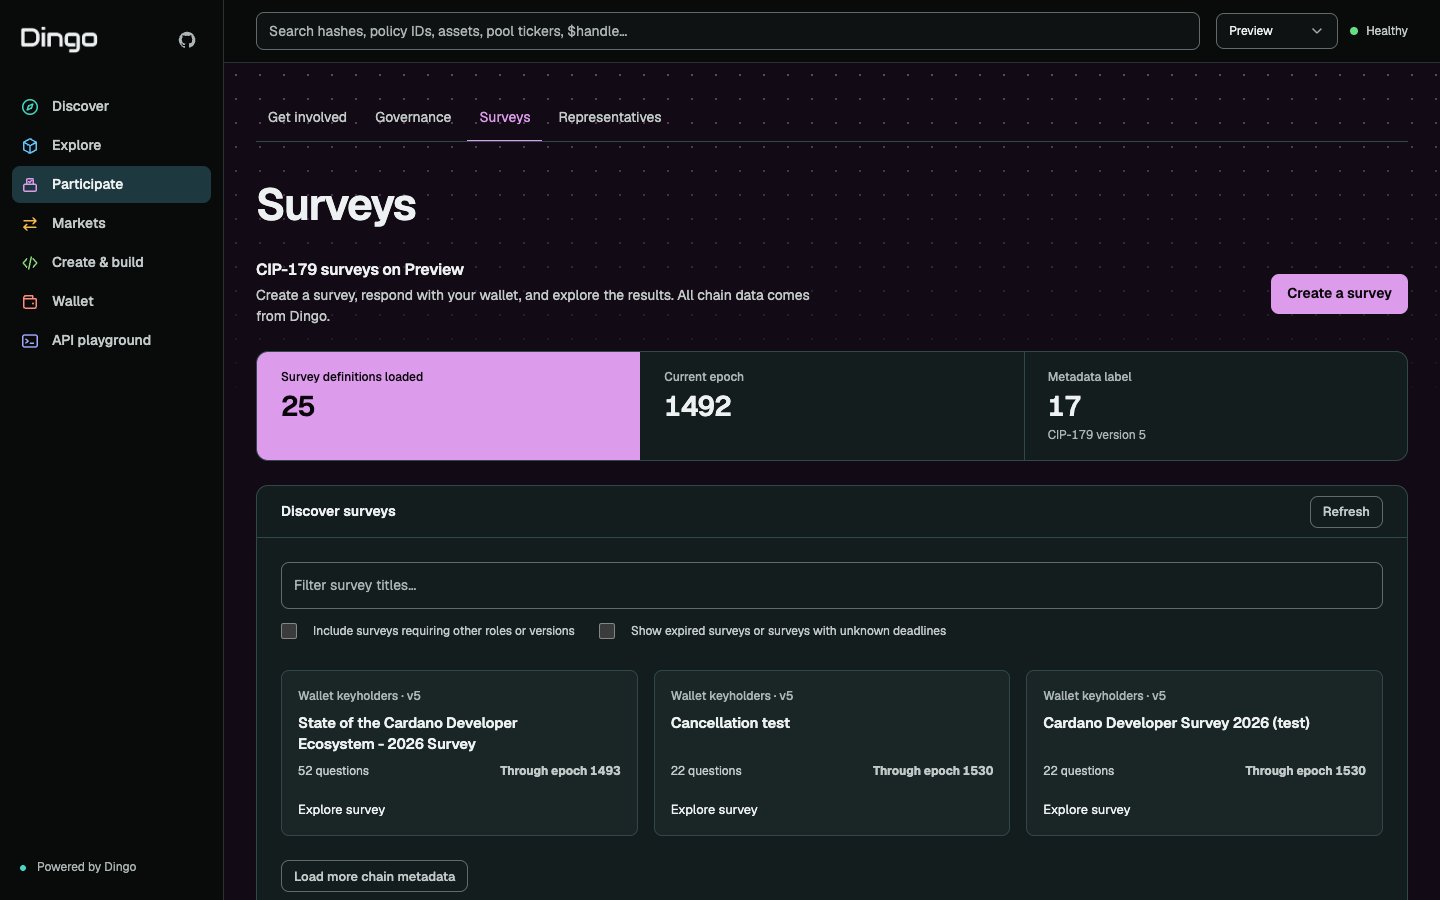 Dingo
Search hashes, policy IDs, assets, pool tickers, $handle...
Preview
Healthy
Discover
Explore
Participate
Markets
Create & build
Wallet
API playground
Powered by Dingo
Get involved
Governance
Surveys
Representatives
Surveys
CIP-179 surveys on Preview
Create a survey, respond with your wallet, and explore the results. All chain data comes
from Dingo.
Create a survey
Survey definitions loaded
25
Current epoch
1492
Metadata label
17
CIP-179 version 5
Discover surveys
Refresh
Filter survey titles...
Include surveys requiring other roles or versions
Show expired surveys or surveys with unknown deadlines
Wallet keyholders · v5
State of the Cardano Developer
Ecosystem - 2026 Survey
52 questions
Through epoch 1493
Explore survey
Wallet keyholders · v5
Cancellation test
22 questions
Through epoch 1530
Explore survey
Wallet keyholders · v5
Cardano Developer Survey 2026 (test)
22 questions
Through epoch 1530
Explore survey
Load more chain metadata